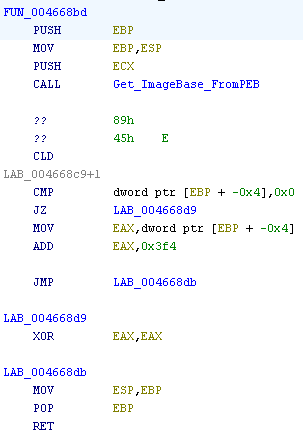 FUN_004668bd
PUSH EBP
MOV EBP,ESP
PUSH ECX
CALL Get_ImageBase_FromPEB
?? 89h
?? 45h E
CLD
LAB_004668c9+1
CMP dword ptr [EBP + -0x4],0x0
JZ LAB_004668d9
MOV EAX,dword ptr [EBP + -0x4]
ADD EAX,0x3f4
JMP LAB_004668db
LAB_004668d9
XOR EAX,EAX
LAB_004668db
MOV ESP,EBP
POP EBP
RET